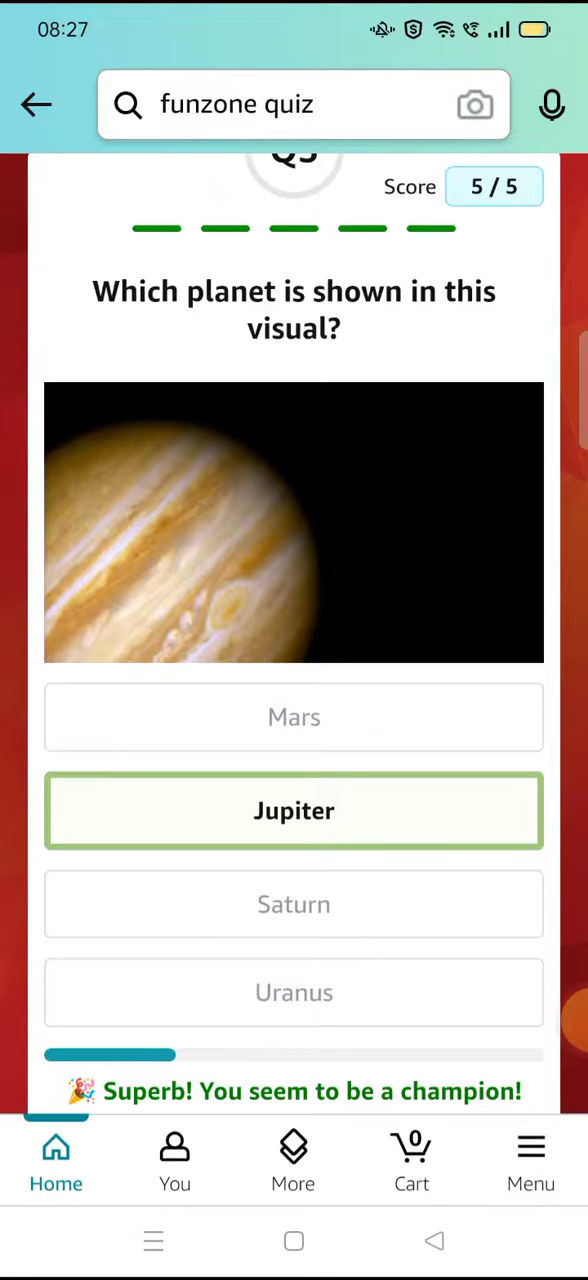 08:27
funzone quiz
Score 5 / 5
Which planet is shown in this
visual?
Mars
Jupiter
Saturn
Uranus
🎉 Superb! You seem to be a champion!
0
Home You More Cart Menu